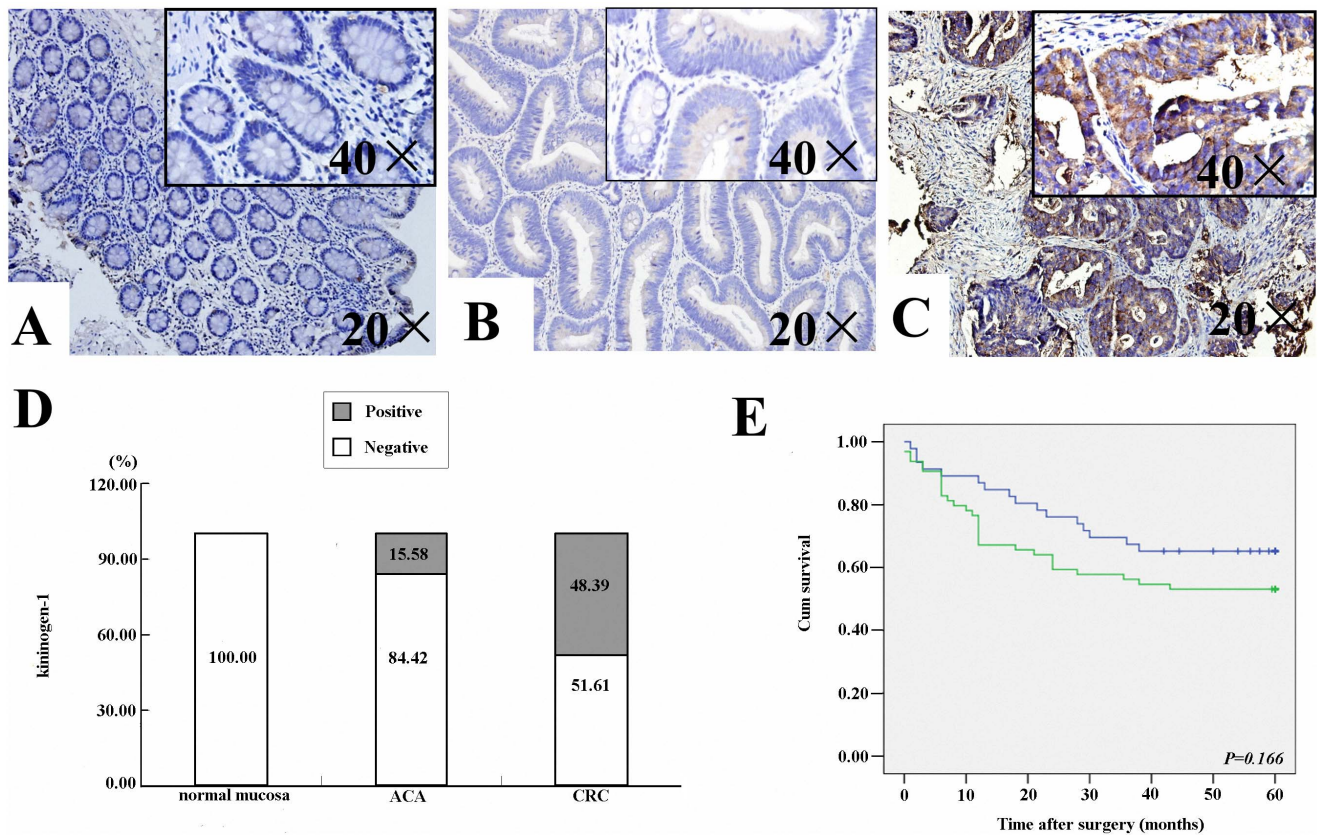 40×
20×
A
40×
20×
B
40×
20×
C
D
Positive
Negative
(%)
120.00
90.00
60.00
30.00
0.00
kininogen-1
100.00
15.58
84.42
48.39
51.61
normal mucosa
ACA
CRC
E
1.00
0.80
0.60
0.40
0.20
0.00
Cum survival
P=0.166
0 10 20 30 40 50 60
Time after surgery (months)